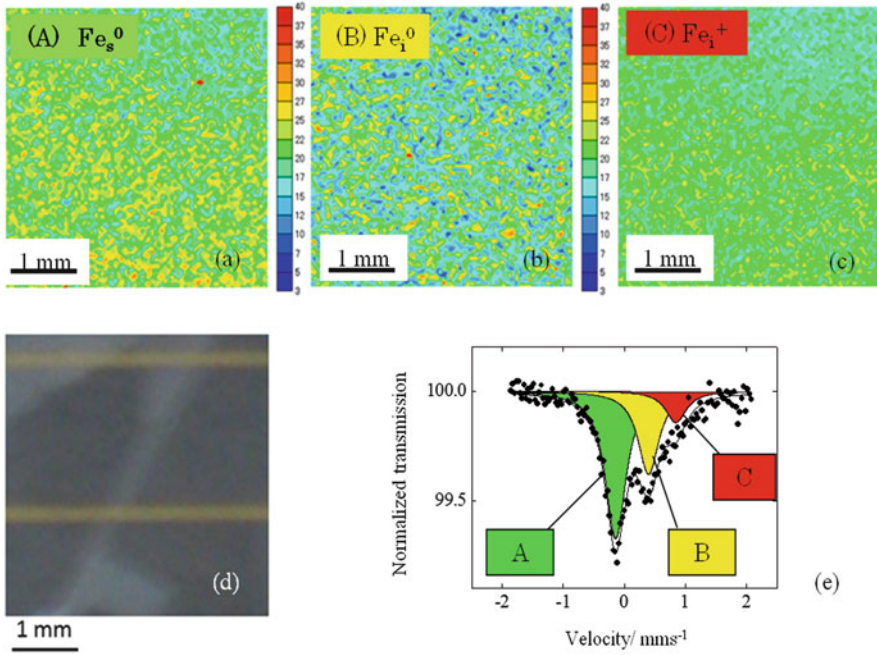 (A) Feₛ⁰
(B) Feᵢ⁰
(C) Feᵢ⁺
40
37
35
32
30
27
25
22
20
17
15
12
10
7
5
3
40
37
35
32
30
27
25
22
20
17
15
12
10
7
5
3
1 mm
(a)
1 mm
(b)
1 mm
(c)
(d)
1 mm
Normalized transmission
100.0
99.5
A
B
C
(e)
-2 -1 0 1 2
Velocity/ mms⁻¹